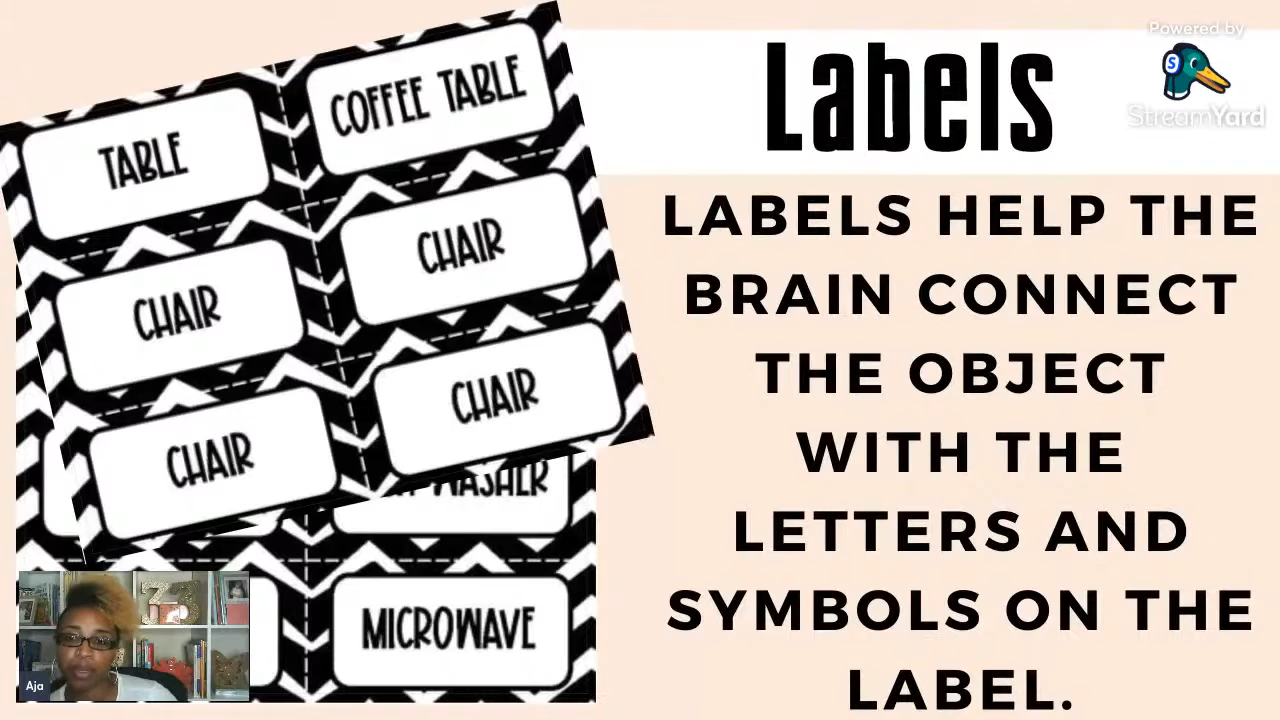 Powered by
StreamYard
Labels
LABELS HELP THE
BRAIN CONNECT
THE OBJECT
WITH THE
LETTERS AND
SYMBOLS ON THE
LABEL.
TABLE
COFFEE TABLE
CHAIR
CHAIR
CHAIR
CHAIR
WASHER
MICROWAVE
Aja